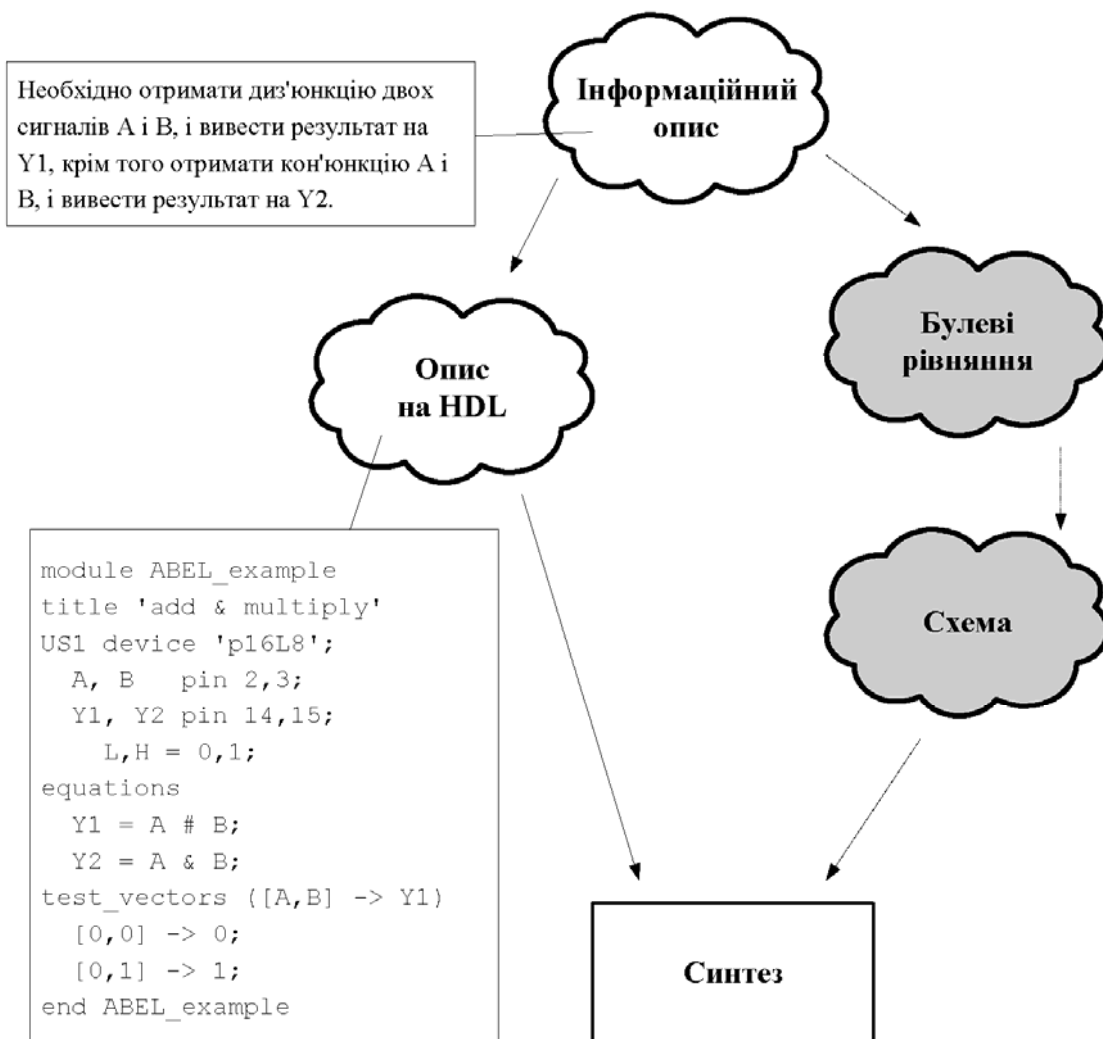 Інформаційний
опис
Необхідно отримати диз'юнкцію двох
сигналів А і В, і вивести результат на
Y1, крім того отримати кон'юнкцію А і
В, і вивести результат на Y2.
Булеві
рівняння
Опис
на HDL
Схема
module ABEL_example
title 'add & multiply'
US1 device 'p16L8';
A, B   pin 2,3;
Y1, Y2 pin 14,15;
L,H = 0,1;
equations
Y1 = A # B;
Y2 = A & B;
test_vectors ([A,B] -> Y1)
[0,0] -> 0;
[0,1] -> 1;
end ABEL_example
Синтез